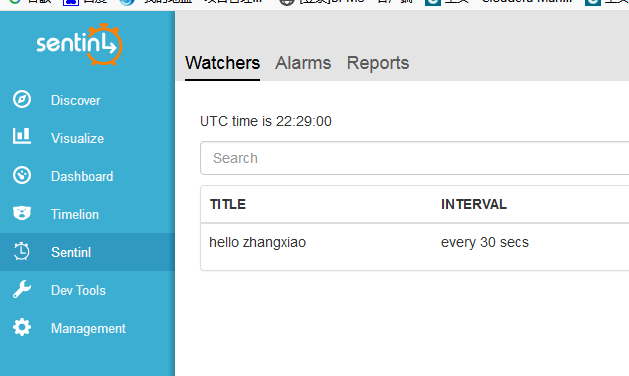 sentinl
Watchers Alarms Reports
Discover
Visualize
Dashboard
Timelion
Sentinl
Dev Tools
Management
UTC time is 22:29:00
Search
TITLE INTERVAL
hello zhangxiao every 30 secs